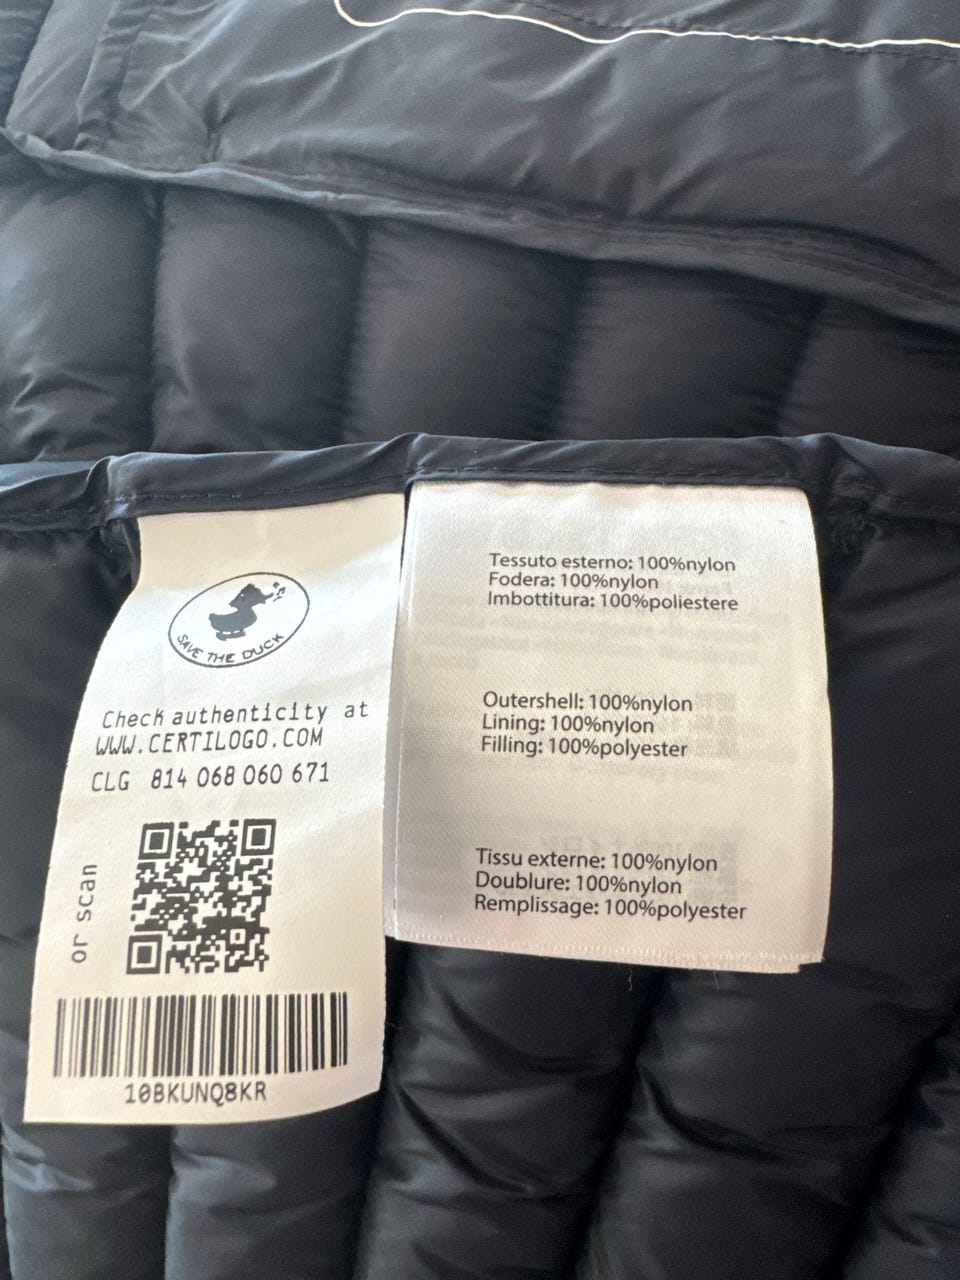 SAVE THE DUCK
Check authenticity at
WWW.CERTILOGO.COM
CLG 814 068 060 671
or scan
10BKUNQ8KR
Tessuto esterno: 100%nylon
Fodera: 100%nylon
Imbottitura: 100%poliestere
Outershell: 100%nylon
Lining: 100%nylon
Filling: 100%polyester
Tissu externe: 100%nylon
Doublure: 100%nylon
Remplissage: 100%polyester